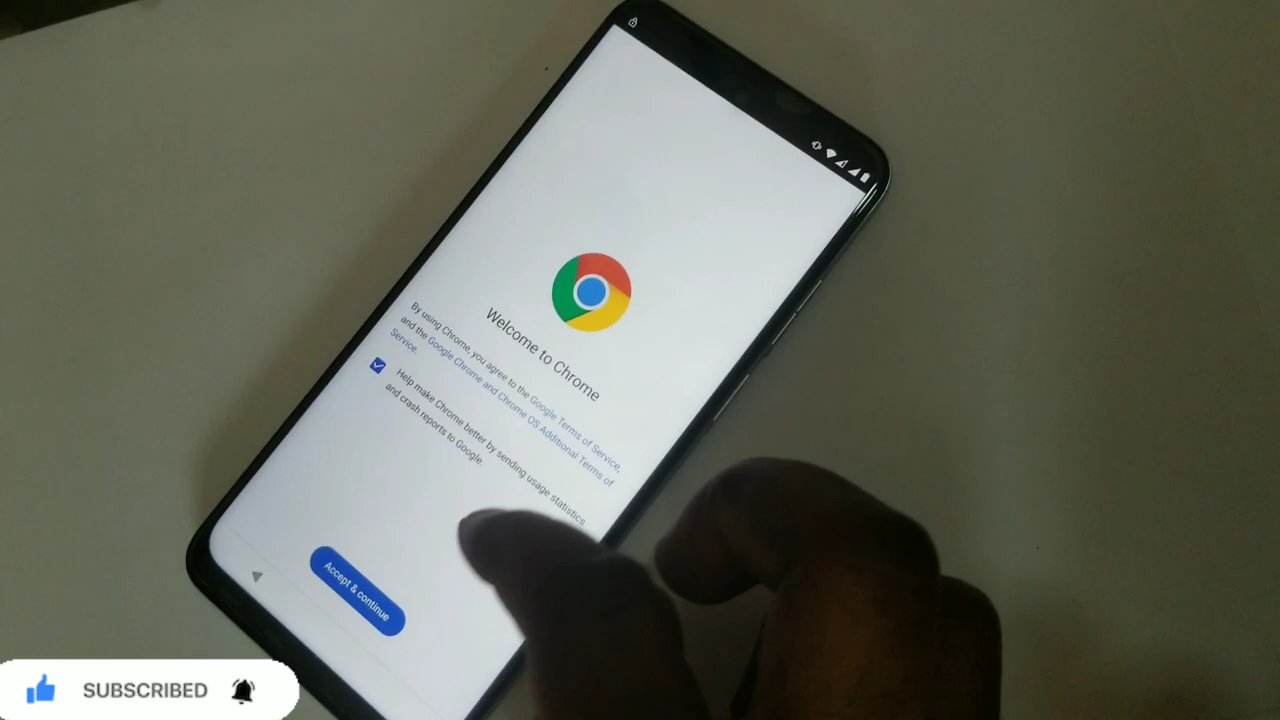 Welcome to Chrome
By using Chrome, you agree to the Google Terms of Service,
and the Google Chrome and Chrome OS Additional Terms of
Service.
Help make Chrome better by sending usage statistics
and crash reports to Google.
Accept & continue
SUBSCRIBED